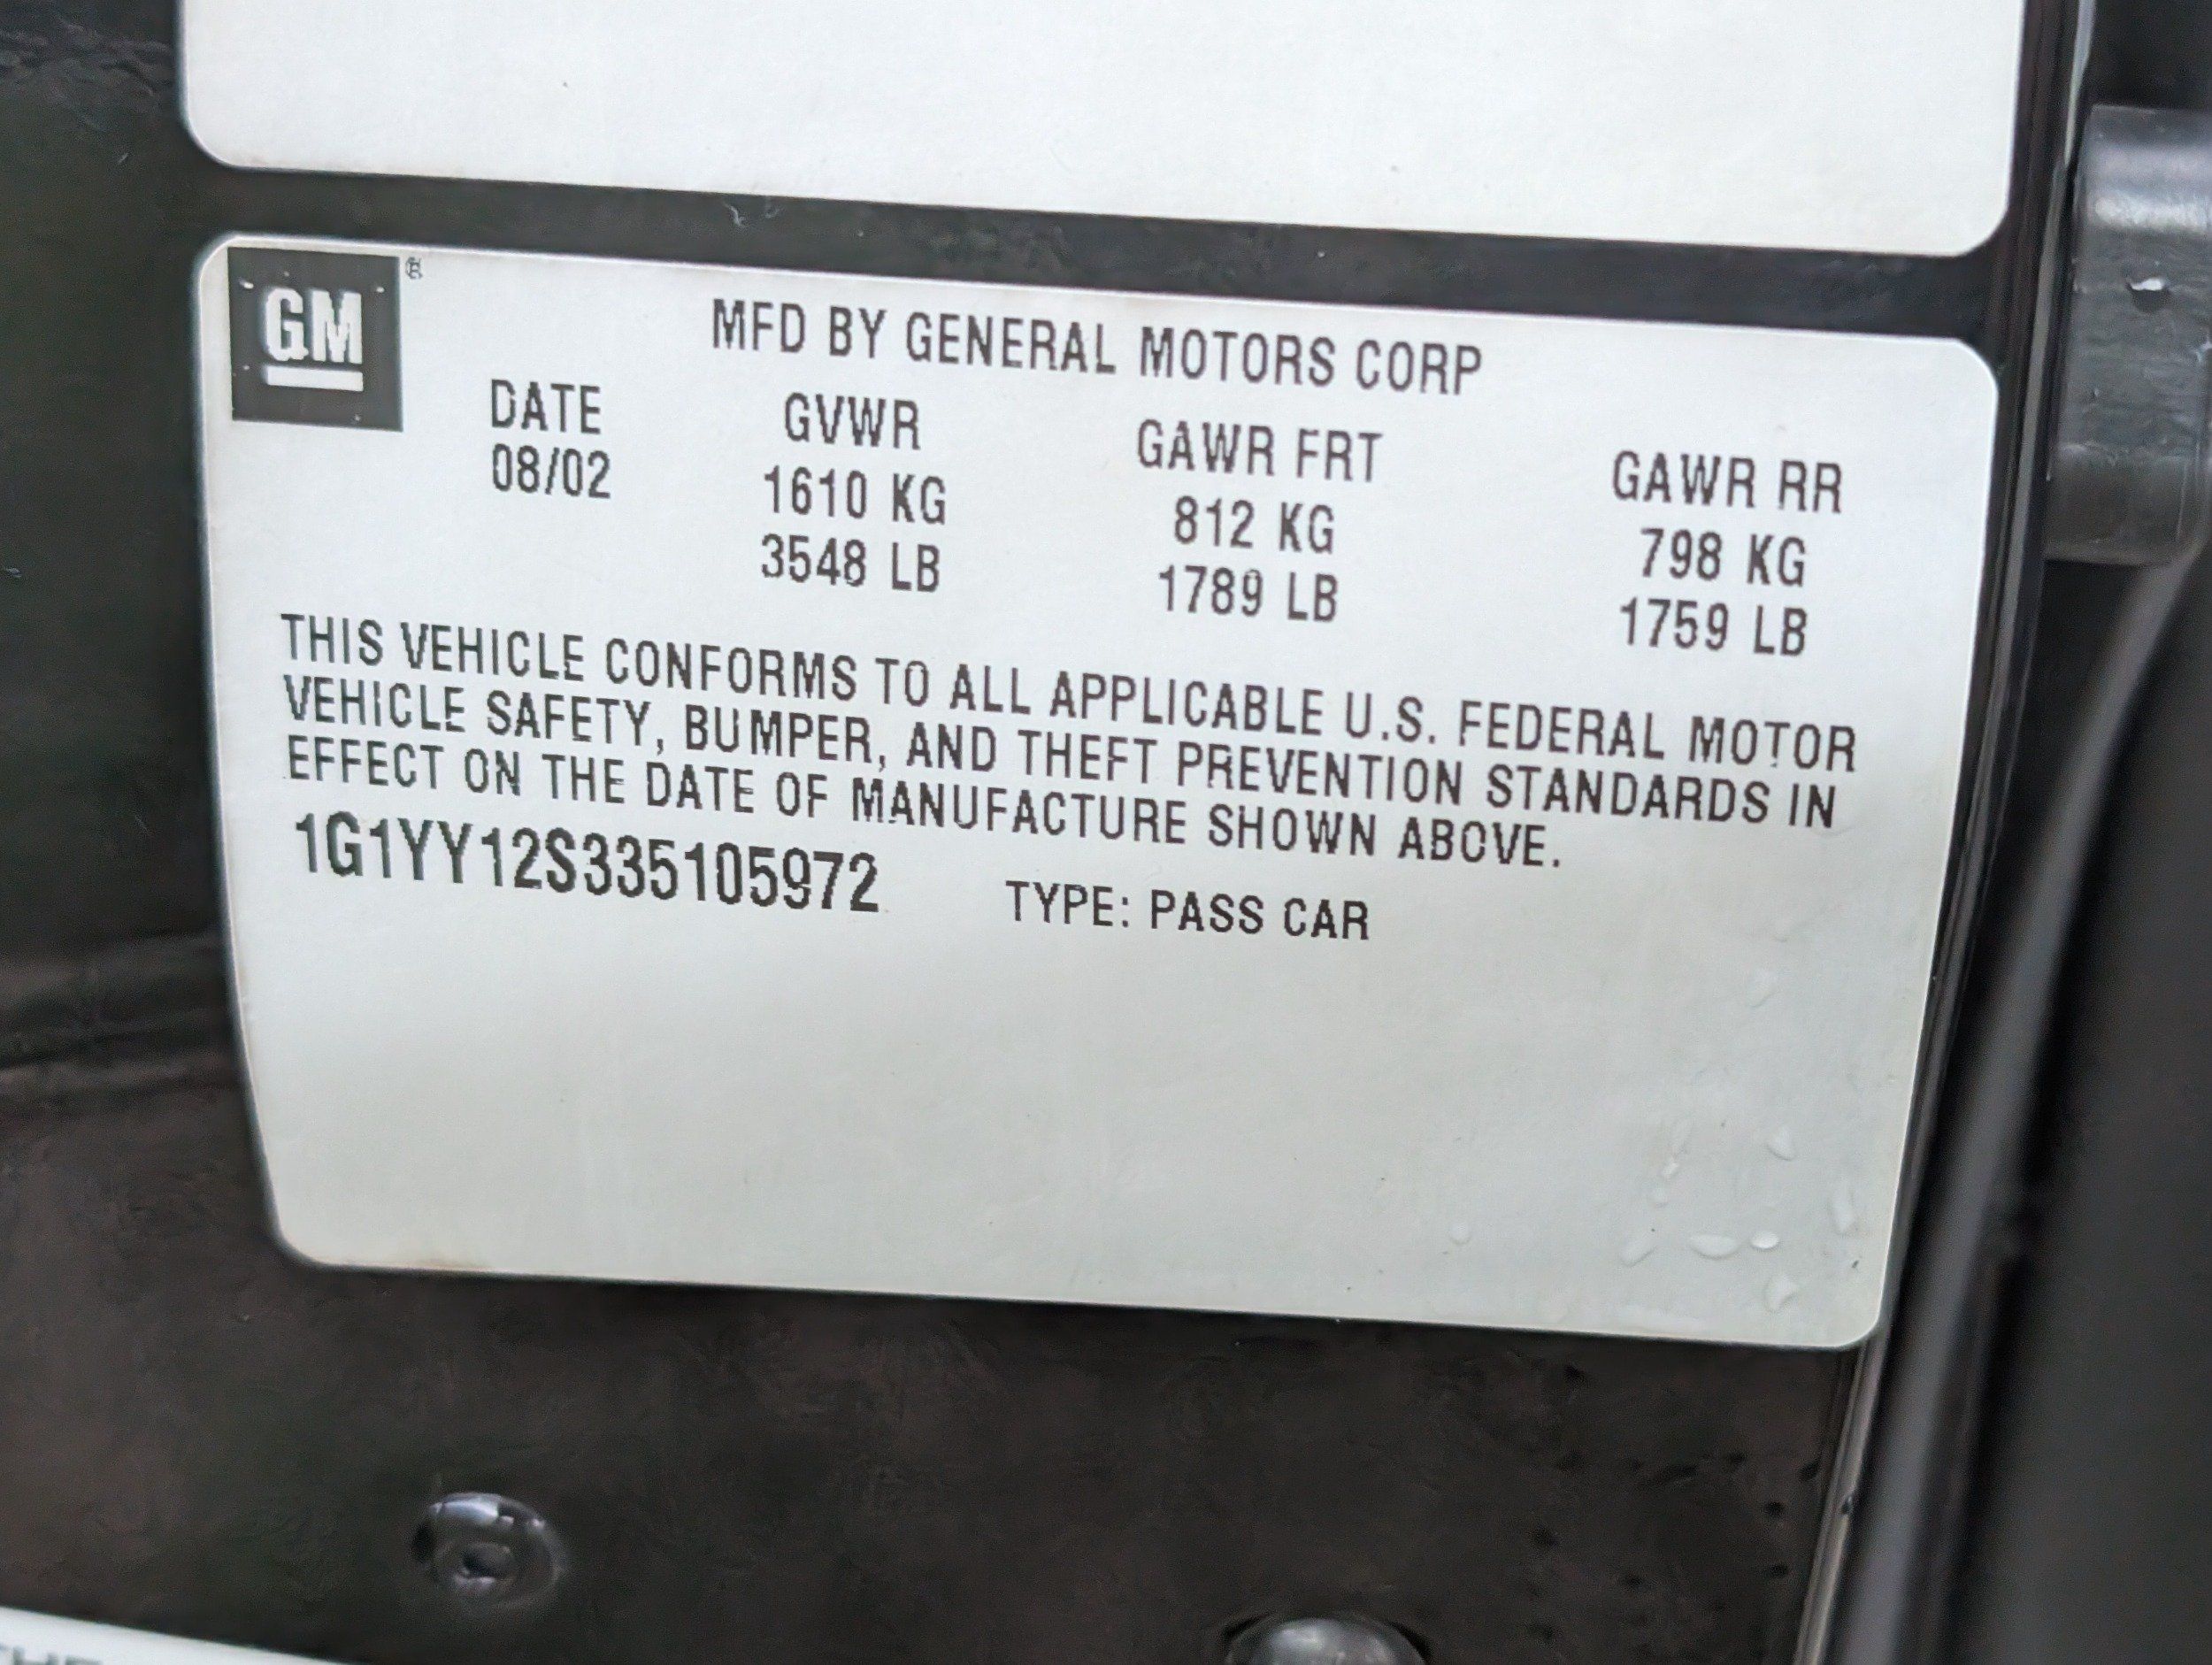 GM ®
MFD BY GENERAL MOTORS CORP
DATE GVWR GAWR FRT GAWR RR
08/02 1610 KG 812 KG 798 KG
3548 LB 1789 LB 1759 LB
THIS VEHICLE CONFORMS TO ALL APPLICABLE U.S. FEDERAL MOTOR
VEHICLE SAFETY, BUMPER, AND THEFT PREVENTION STANDARDS IN
EFFECT ON THE DATE OF MANUFACTURE SHOWN ABOVE.
1G1YY12S335105972 TYPE: PASS CAR